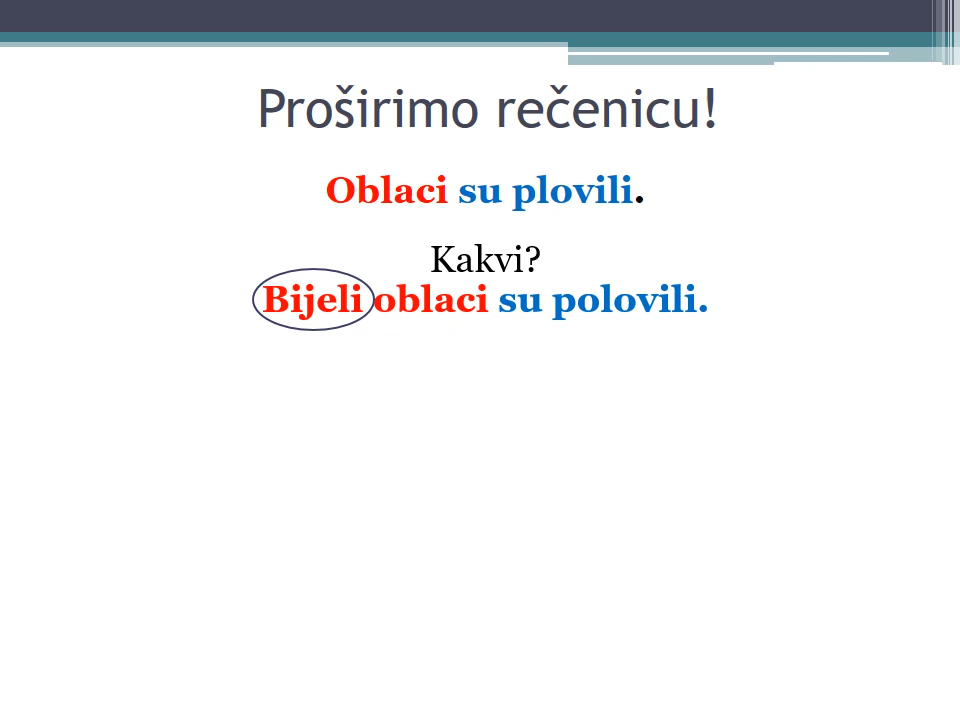 Proširimo rečenicu!
Oblaci su plovili.
Kakvi?
Bijeli oblaci su polovili.